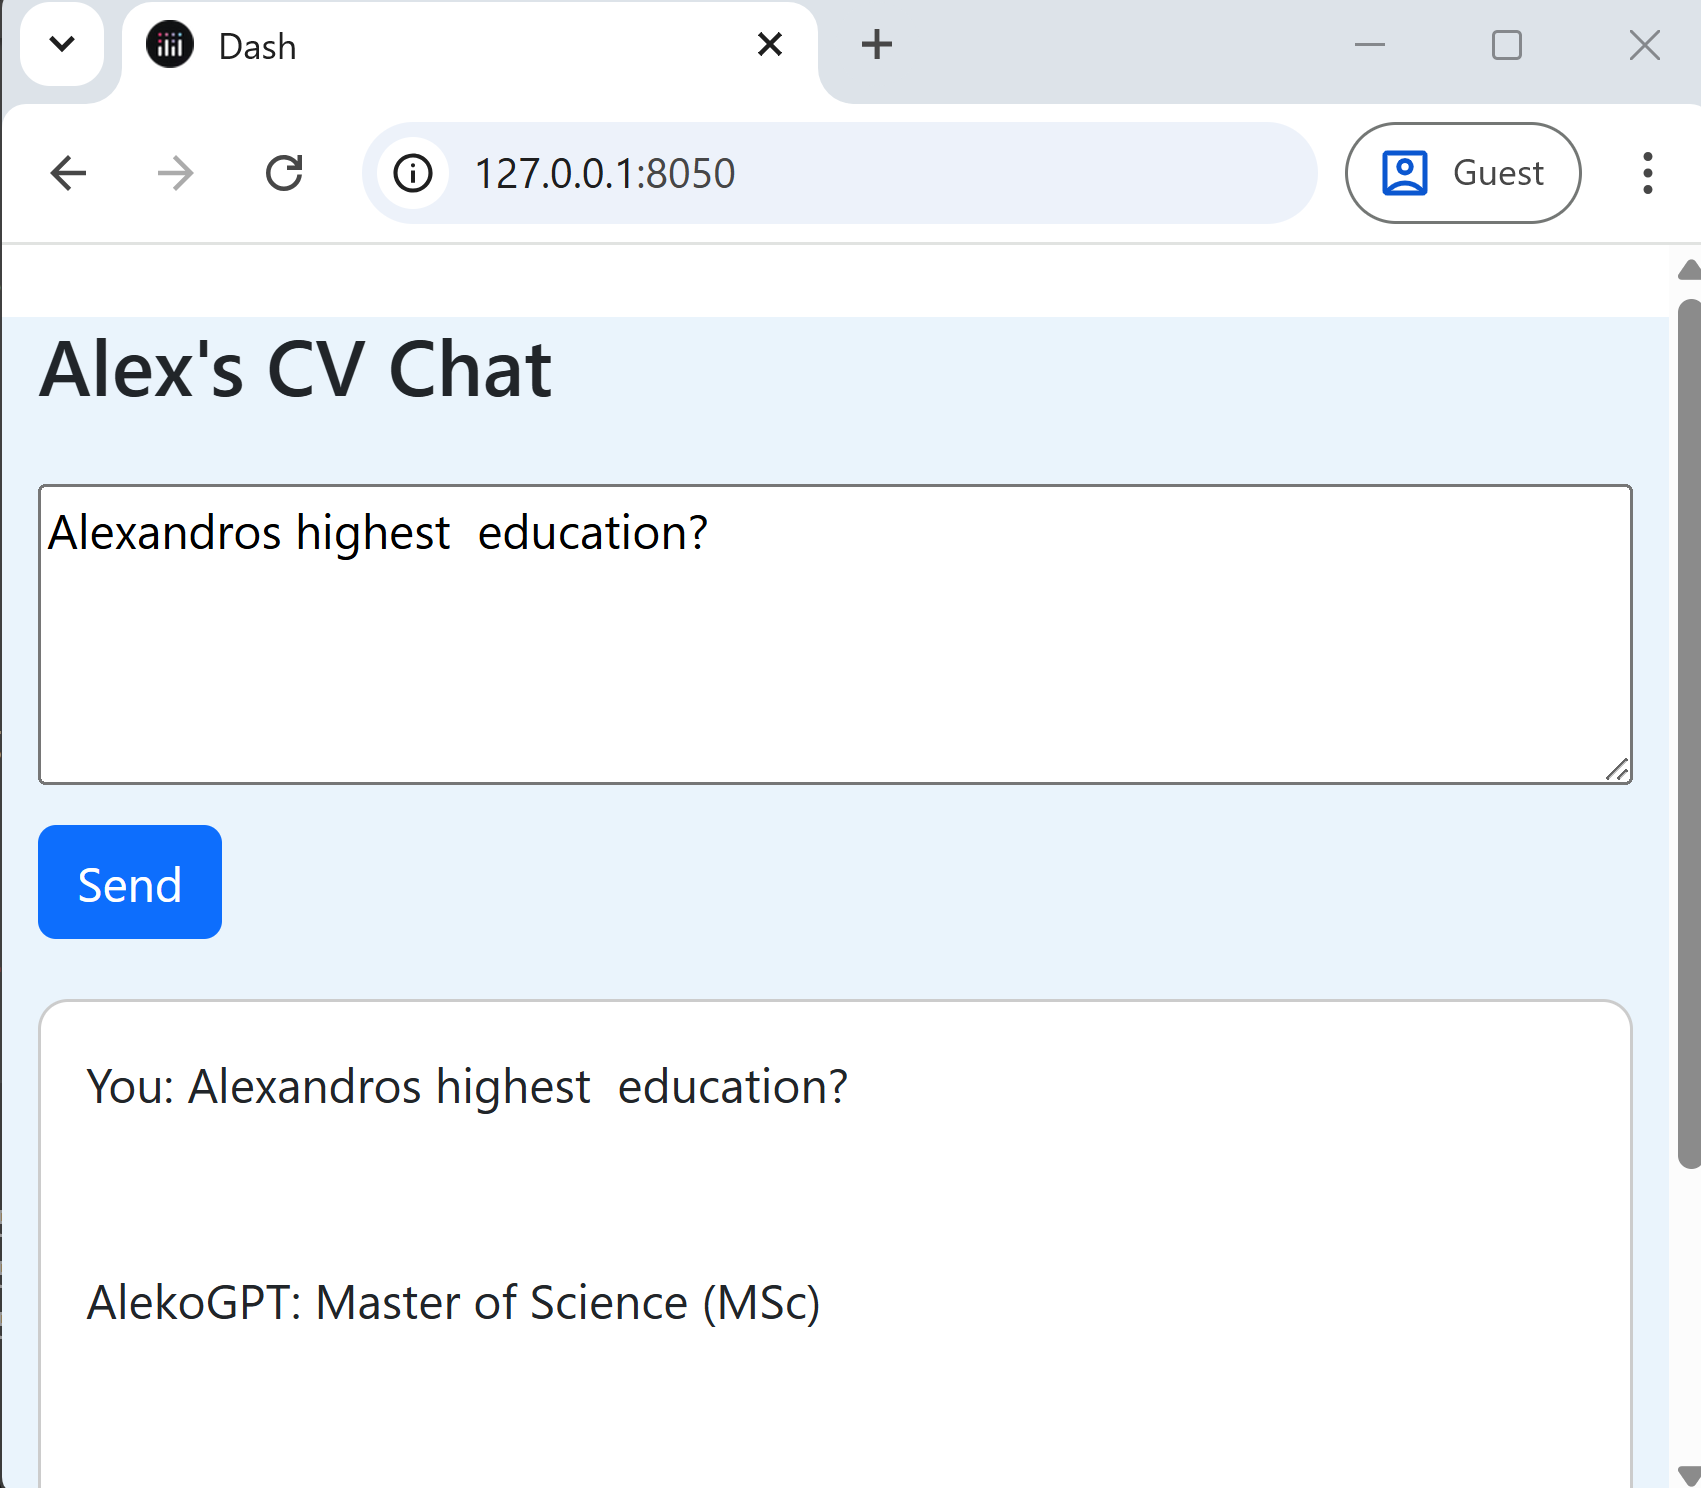 Dash
127.0.0.1:8050
Guest
Alex's CV Chat
Alexandros highest  education?
Send
You: Alexandros highest  education?
AlekoGPT: Master of Science (MSc)